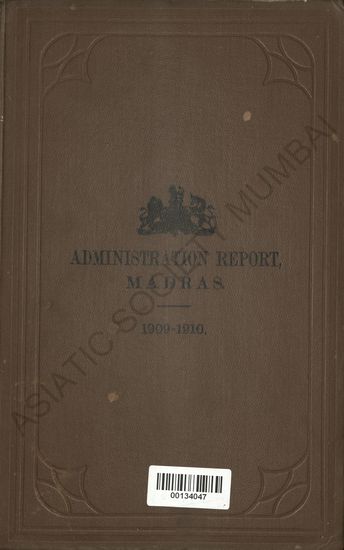 ADMINISTRATION REPORT,
MADRAS.
1909-1910.
ASIATIC SOCIETY MUMBAI
00134047